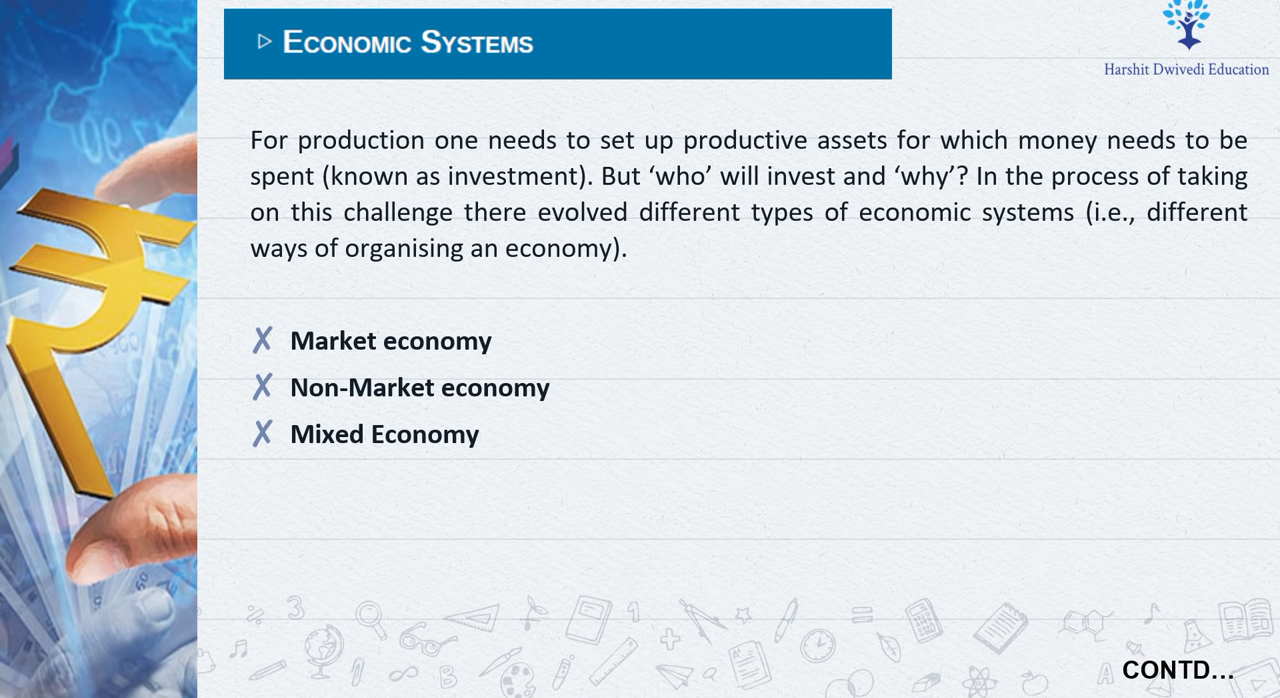 ECONOMIC SYSTEMS
Harshit Dwivedi Education
For production one needs to set up productive assets for which money needs to be
spent (known as investment). But ‘who’ will invest and ‘why’? In the process of taking
on this challenge there evolved different types of economic systems (i.e., different
ways of organising an economy).
✗ Market economy
✗ Non-Market economy
✗ Mixed Economy
CONTD...